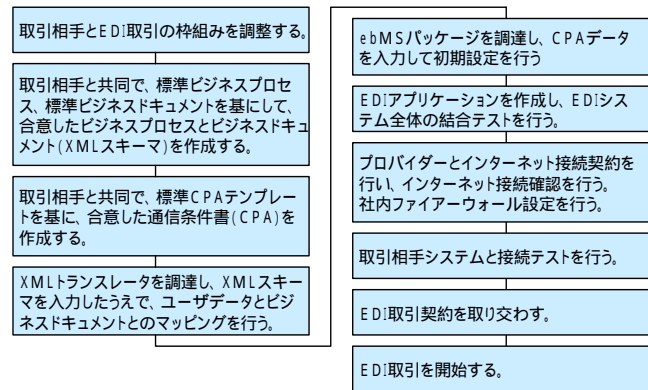 取引相手とEDI取引の枠組みを調整する。
取引相手と共同で、標準ビジネスプロセ
ス、標準ビジネスドキュメントを基にして、
合意したビジネスプロセスとビジネスドキュ
メント(XMLスキーマ)を作成する。
取引相手と共同で、標準CPAテンプレー
トを基に、合意した通信条件書(CPA)を
作成する。
XMLトランスレータを調達し、XMLスキー
マを入力したうえで、ユーザデータとビジ
ネスドキュメントとのマッピングを行う。
ebMSパッケージを調達し、CPAデータ
を入力して初期設定を行う
EDIアプリケーションを作成し、EDIシス
テム全体の結合テストを行う。
プロバイダーとインターネット接続契約を
行い、インターネット接続確認を行う。
社内ファイアーウォール設定を行う。
取引相手システムと接続テストを行う。
EDI取引契約を取り交わす。
EDI取引を開始する。